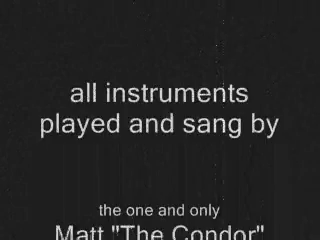 all instruments
played and sang by
the one and only
Matt "The Condor"